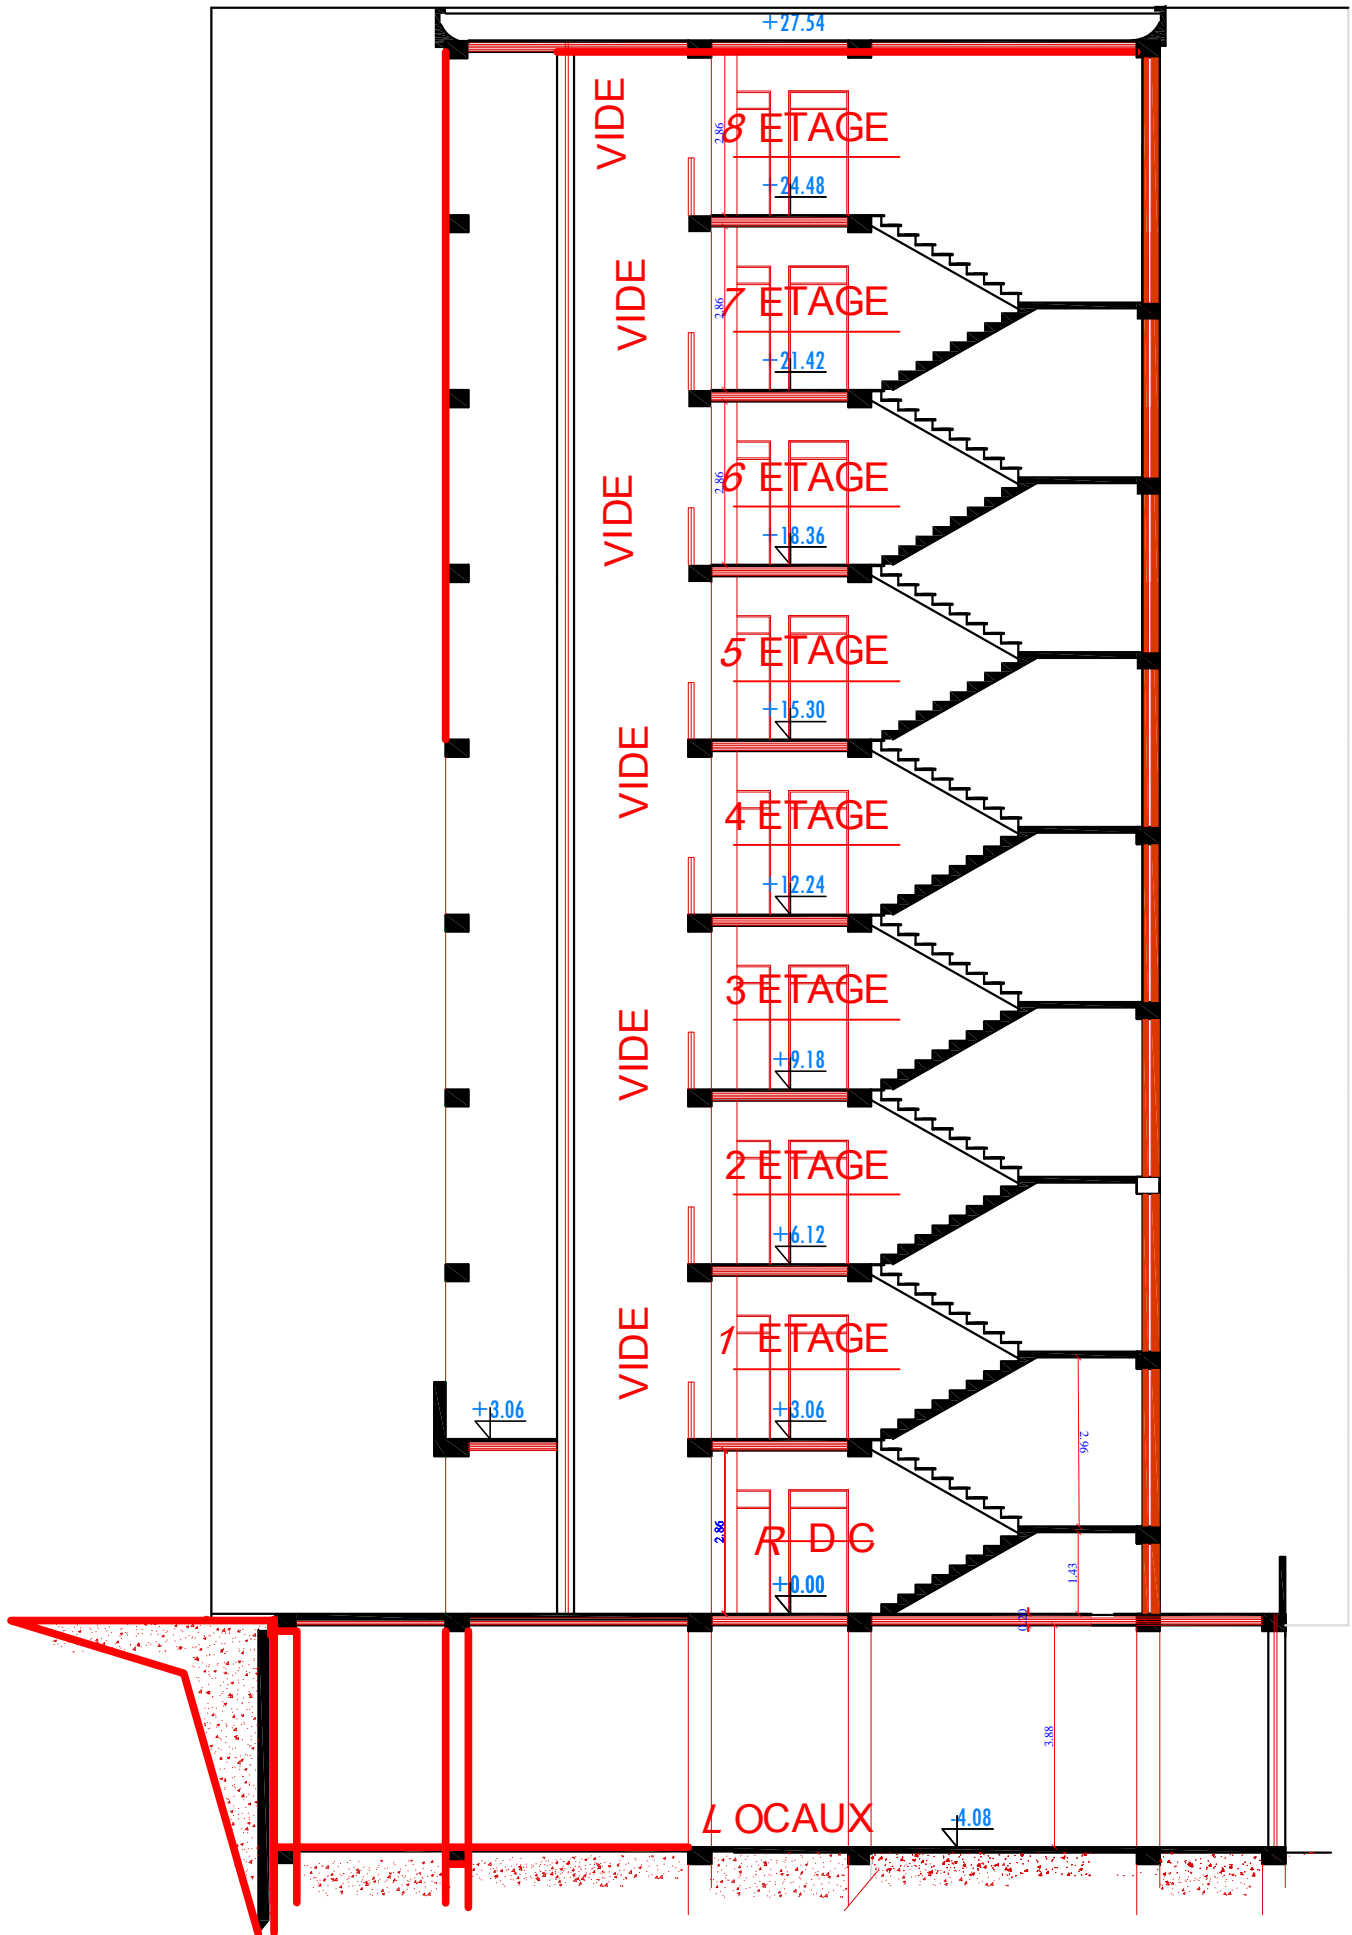 +27.54
VIDE
2.86
8 ETAGE
+24.48
VIDE
2.86
7 ETAGE
+21.42
VIDE
2.86
6 ETAGE
+18.36
5 ETAGE
+15.30
VIDE
4 ETAGE
+12.24
3 ETAGE
+9.18
VIDE
2 ETAGE
+6.12
VIDE
1 ETAGE
+3.06
+3.06
2.96
2.86
R D C
+0.00
1.43
0.20
3.88
L OCAUX
-4.08